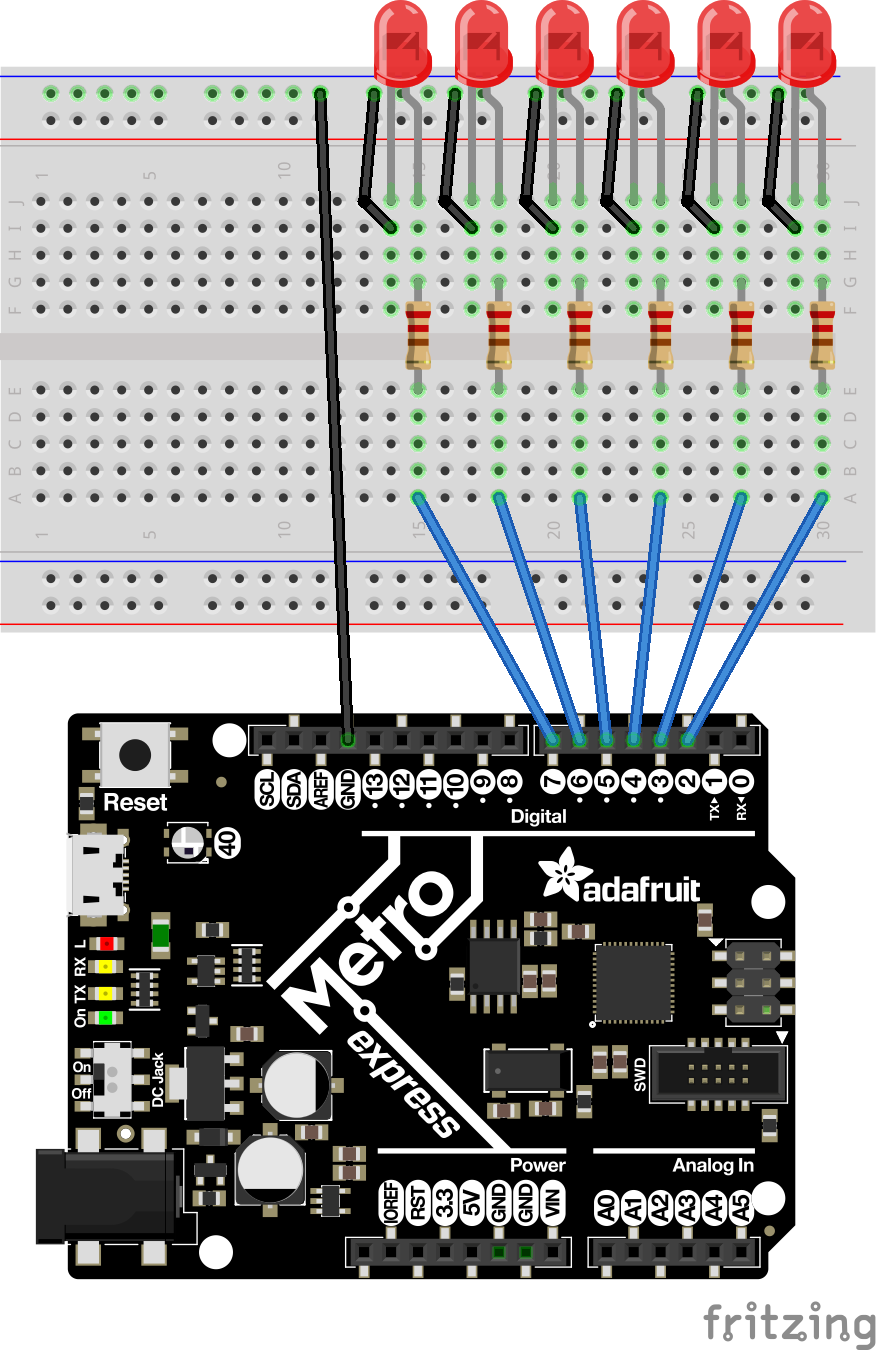 1 5 10 15 20 25 30
J J
I I
H H
G G
F F
E E
D D
C C
B B
A A
1 5 10 15 20 25 30
SCL SDA AREF GND 13 12 11 10 9 8 7 6 5 4 3 2 1 0
TX RX
Reset
Digital
40
adafruit
Metro
express
L
RX
TX
On
On
Off
DC Jack
SWD
Power Analog In
IOREF RST 3.3 5V GND GND VIN A0 A1 A2 A3 A4 A5
fritzing